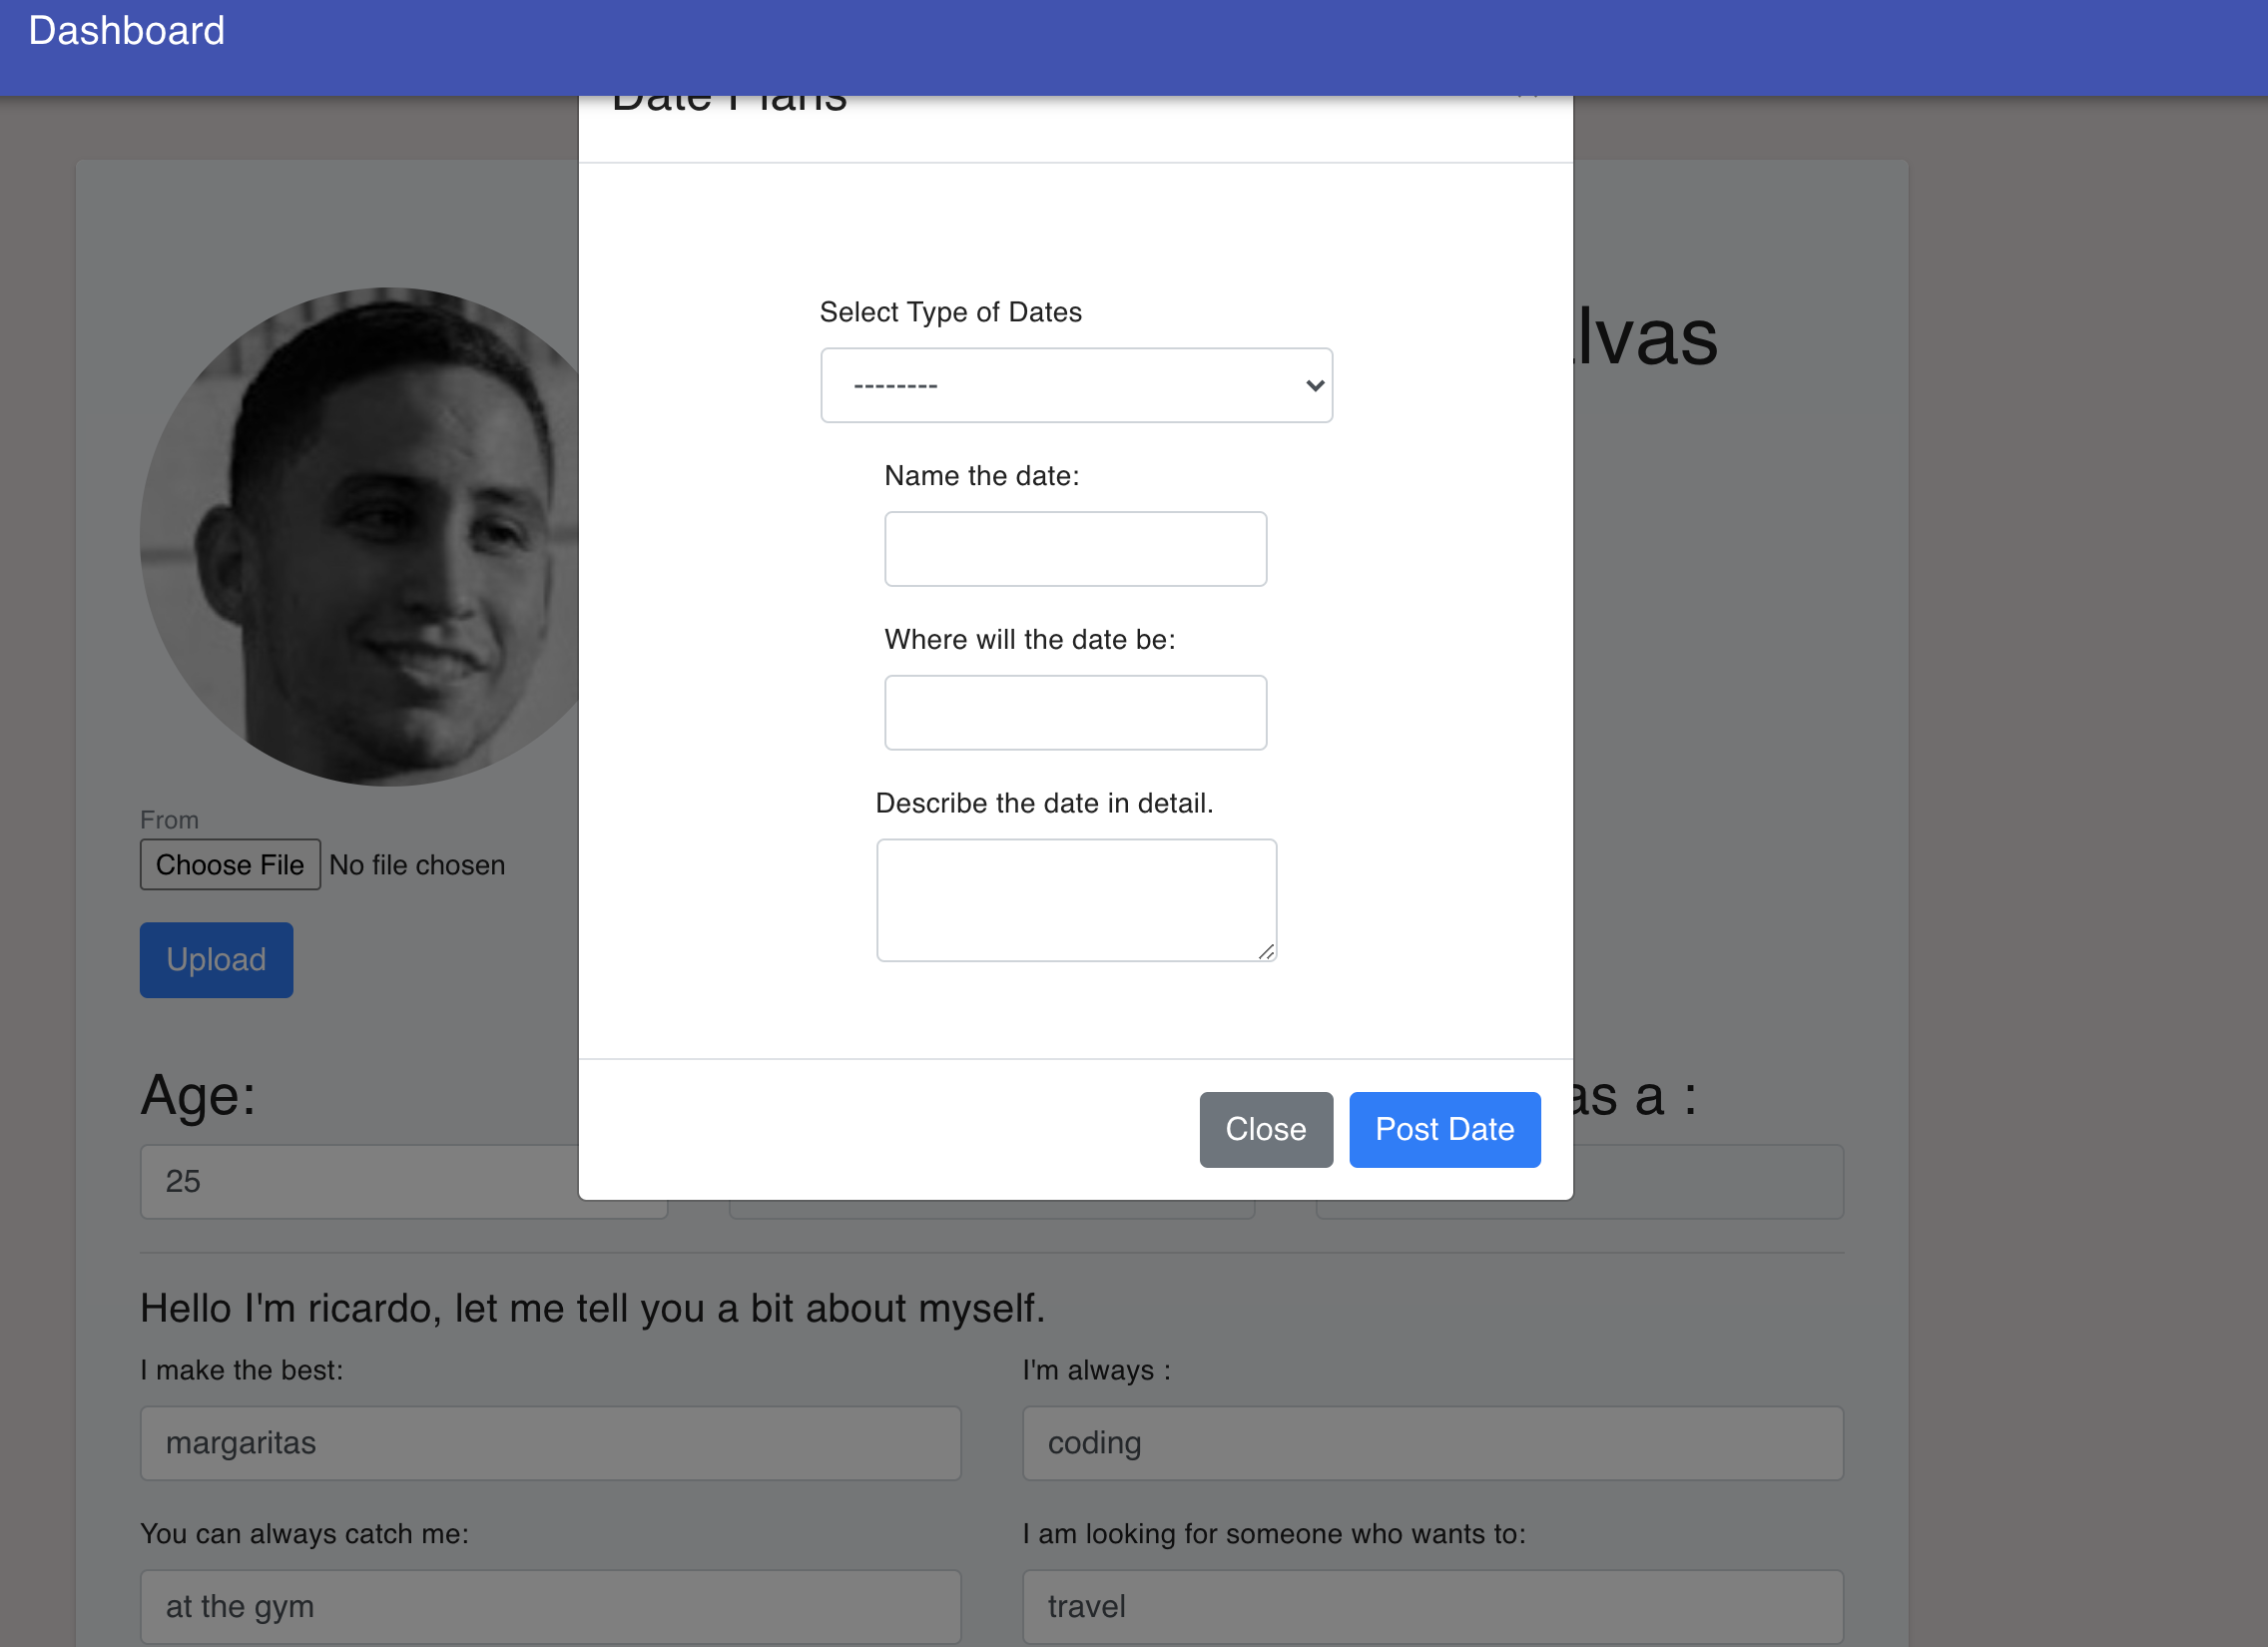 Dashboard
Date Plans
Select Type of Dates
--------
lvas
Name the date:
Where will the date be:
Describe the date in detail.
From
Choose File No file chosen
Upload
Close Post Date
Age:
as a :
25
Hello I'm ricardo, let me tell you a bit about myself.
I make the best:
I'm always :
margaritas
coding
You can always catch me:
I am looking for someone who wants to:
at the gym
travel